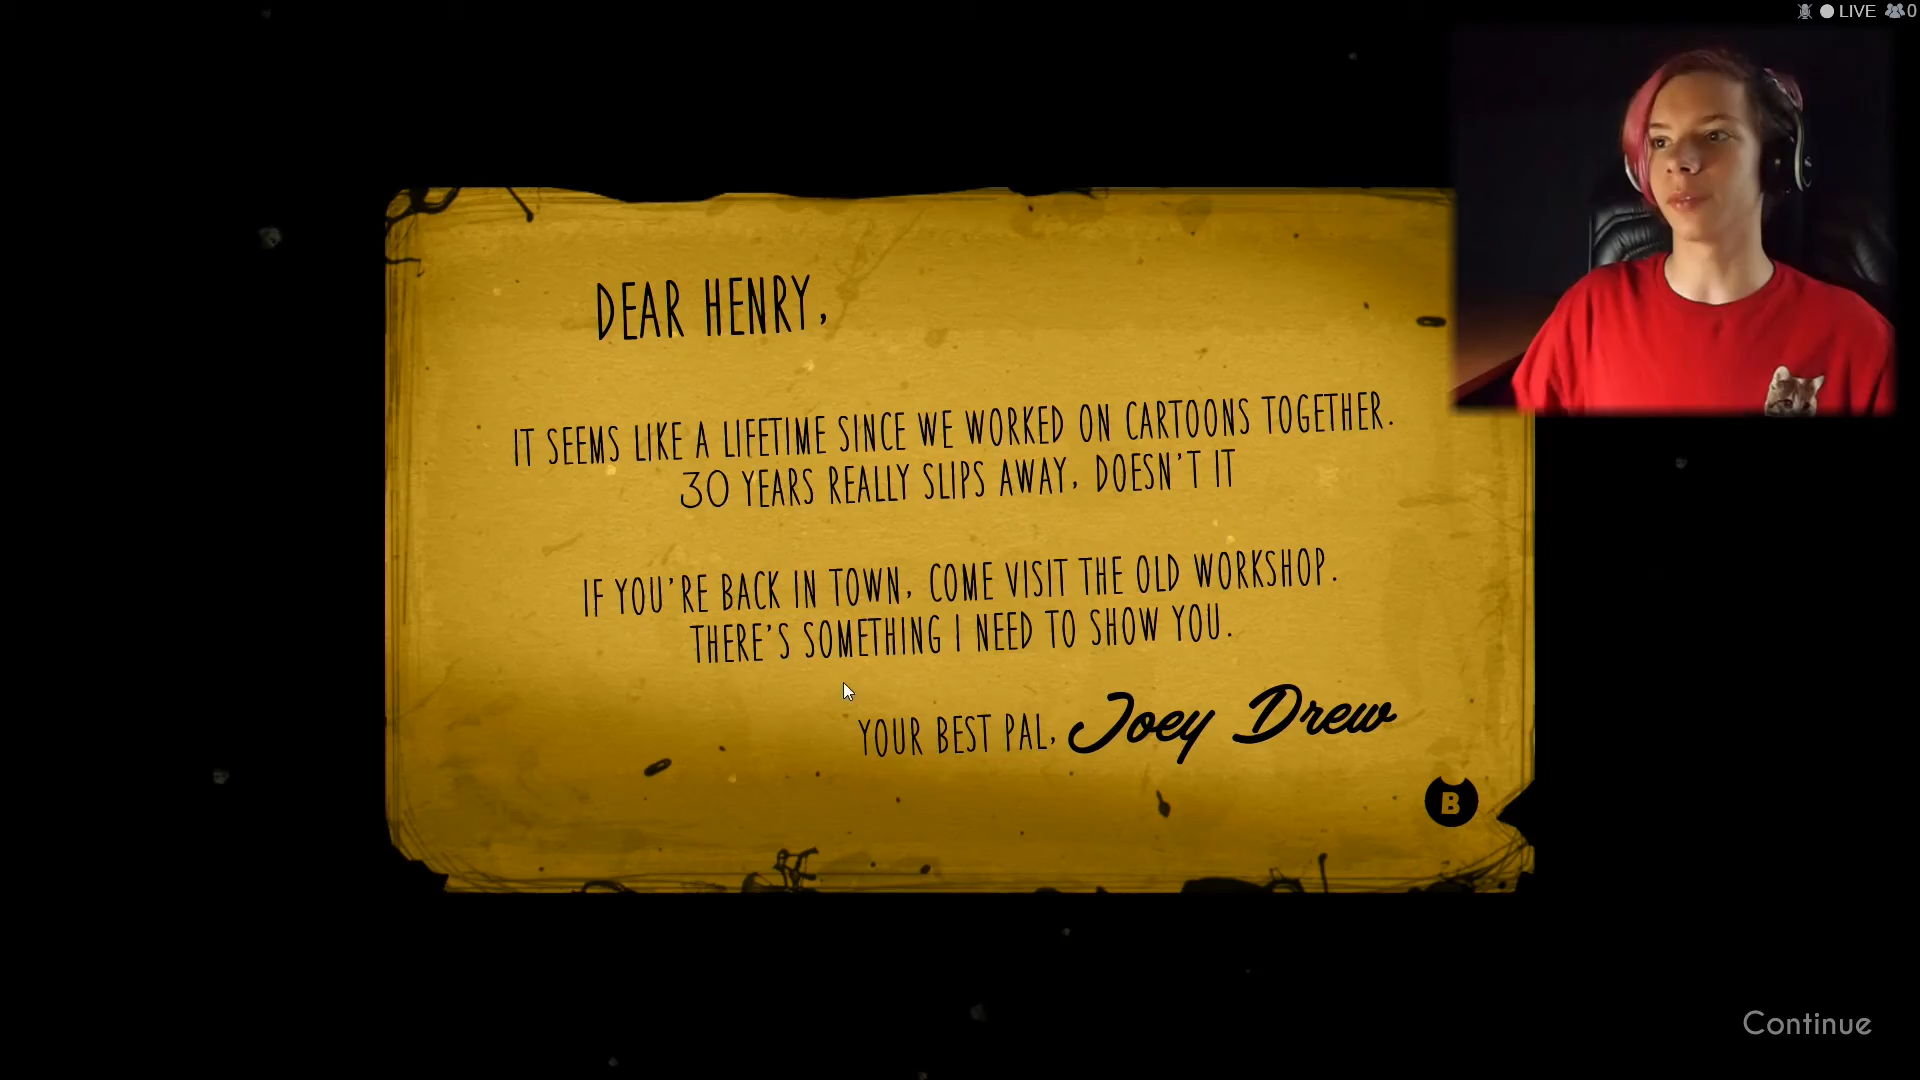 LIVE 0
DEAR HENRY,
IT SEEMS LIKE A LIFETIME SINCE WE WORKED ON CARTOONS TOGETHER.
30 YEARS REALLY SLIPS AWAY, DOESN'T IT
IF YOU'RE BACK IN TOWN, COME VISIT THE OLD WORKSHOP.
THERE'S SOMETHING I NEED TO SHOW YOU.
YOUR BEST PAL, Joey Drew
B
Continue